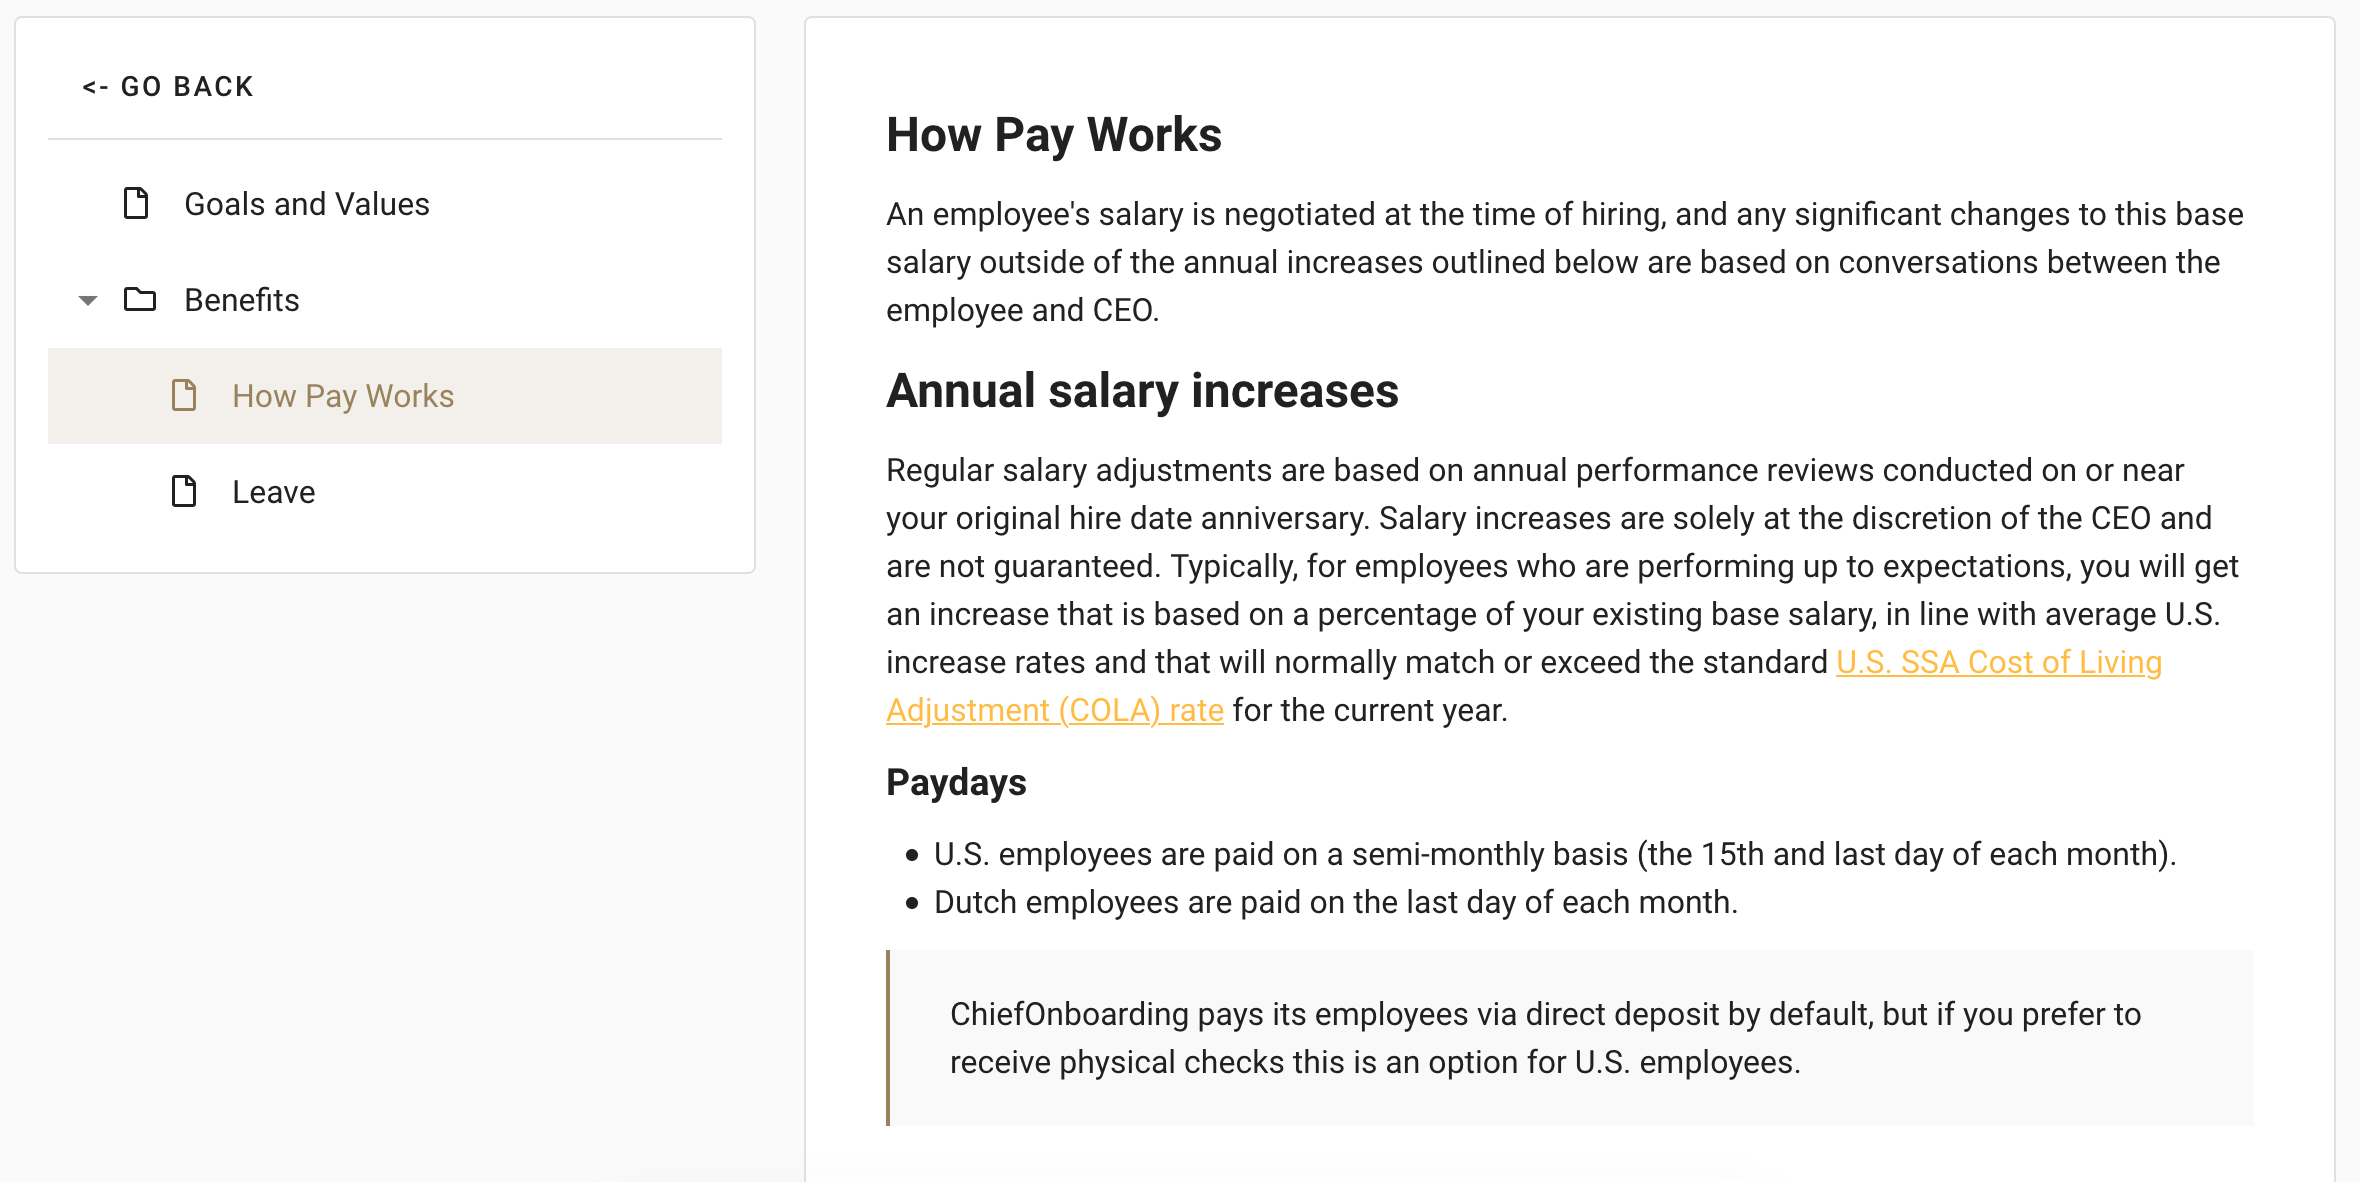 <- GO BACK
Goals and Values
Benefits
How Pay Works
Leave
How Pay Works
An employee's salary is negotiated at the time of hiring, and any significant changes to this base
salary outside of the annual increases outlined below are based on conversations between the
employee and CEO.
Annual salary increases
Regular salary adjustments are based on annual performance reviews conducted on or near
your original hire date anniversary. Salary increases are solely at the discretion of the CEO and
are not guaranteed. Typically, for employees who are performing up to expectations, you will get
an increase that is based on a percentage of your existing base salary, in line with average U.S.
increase rates and that will normally match or exceed the standard U.S. SSA Cost of Living
Adjustment (COLA) rate for the current year.
Paydays
• U.S. employees are paid on a semi-monthly basis (the 15th and last day of each month).
• Dutch employees are paid on the last day of each month.
ChiefOnboarding pays its employees via direct deposit by default, but if you prefer to
receive physical checks this is an option for U.S. employees.